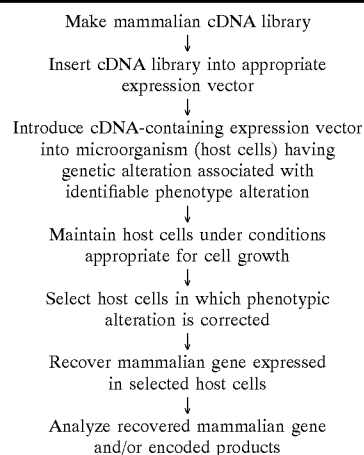 Make mammalian cDNA library
↓
Insert cDNA library into appropriate
expression vector
↓
Introduce cDNA-containing expression vector
into microorganism (host cells) having
genetic alteration associated with
identifiable phenotype alteration
↓
Maintain host cells under conditions
appropriate for cell growth
↓
Select host cells in which phenotypic
alteration is corrected
↓
Recover mammalian gene expressed
in selected host cells
↓
Analyze recovered mammalian gene
and/or encoded products